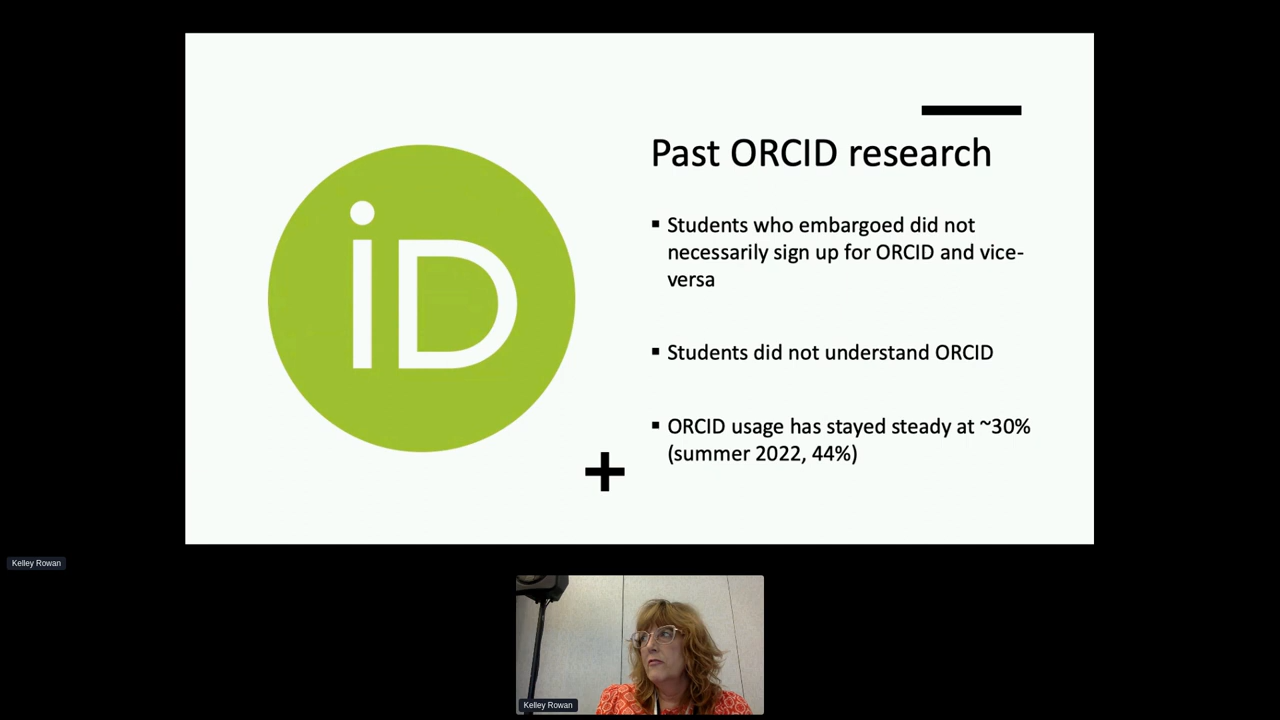 iD
Past ORCID research
▪ Students who embargoed did not
necessarily sign up for ORCID and vice-
versa
▪ Students did not understand ORCID
▪ ORCID usage has stayed steady at ~30%
(summer 2022, 44%)
+
Kelley Rowan
Kelley Rowan